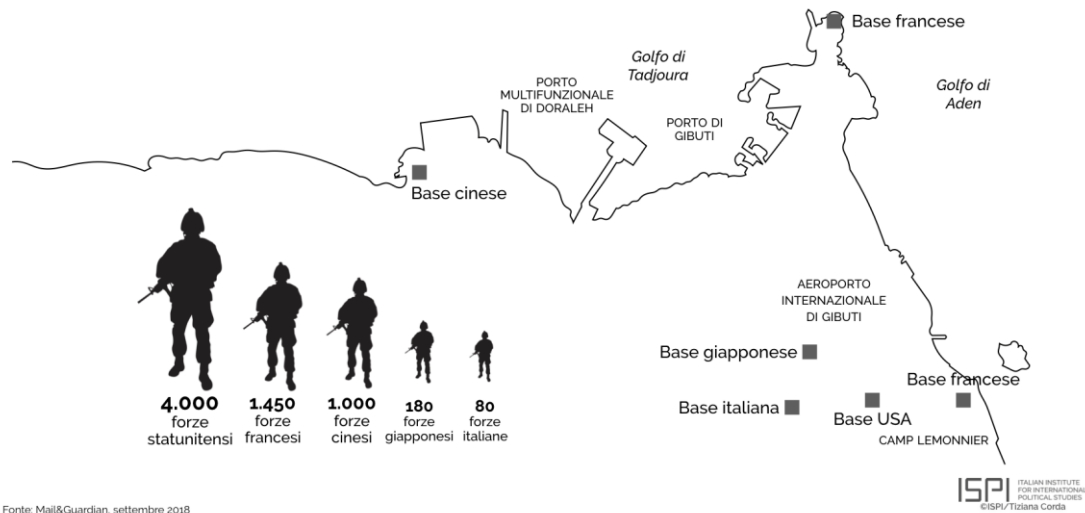 Base francese
Golfo di
Tadjoura
Golfo di
Aden
PORTO
MULTIFUNZIONALE
DI DORALEH
PORTO DI
GIBUTI
Base cinese
AEROPORTO
INTERNAZIONALE
DI GIBUTI
Base giapponese
Base francese
Base italiana
Base USA
CAMP LEMONNIER
4.000
forze
statunitensi
1.450
forze
francesi
1.000
forze
cinesi
180
forze
giapponesi
80
forze
italiane
Fonte: Mail&Guardian, settembre 2018
ISPI
ITALIAN INSTITUTE
FOR INTERNATIONAL
POLITICAL STUDIES
©ISPI/Tiziana Corda